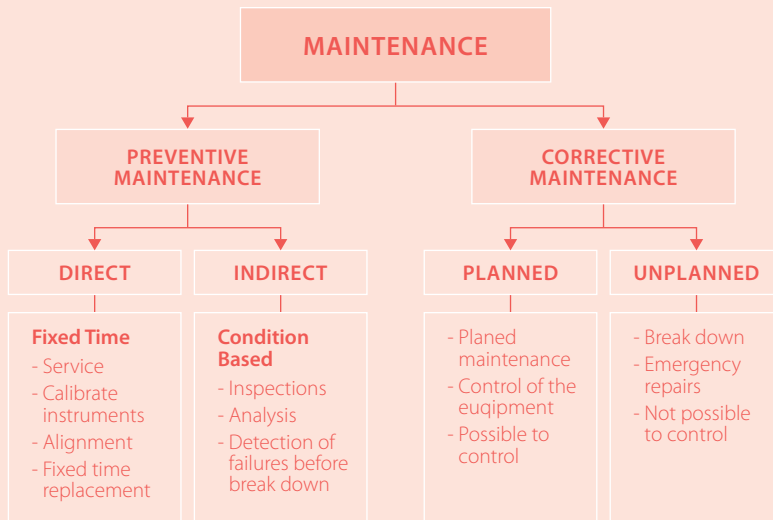 MAINTENANCE
PREVENTIVE
MAINTENANCE
CORRECTIVE
MAINTENANCE
DIRECT
INDIRECT
PLANNED
UNPLANNED
Fixed Time
- Service
- Calibrate
instruments
- Alignment
- Fixed time
replacement
Condition
Based
- Inspections
- Analysis
- Detection of
failures before
break down
- Planed
maintenance
- Control of the
euqipment
- Possible to
control
- Break down
- Emergency
repairs
- Not possible
to control